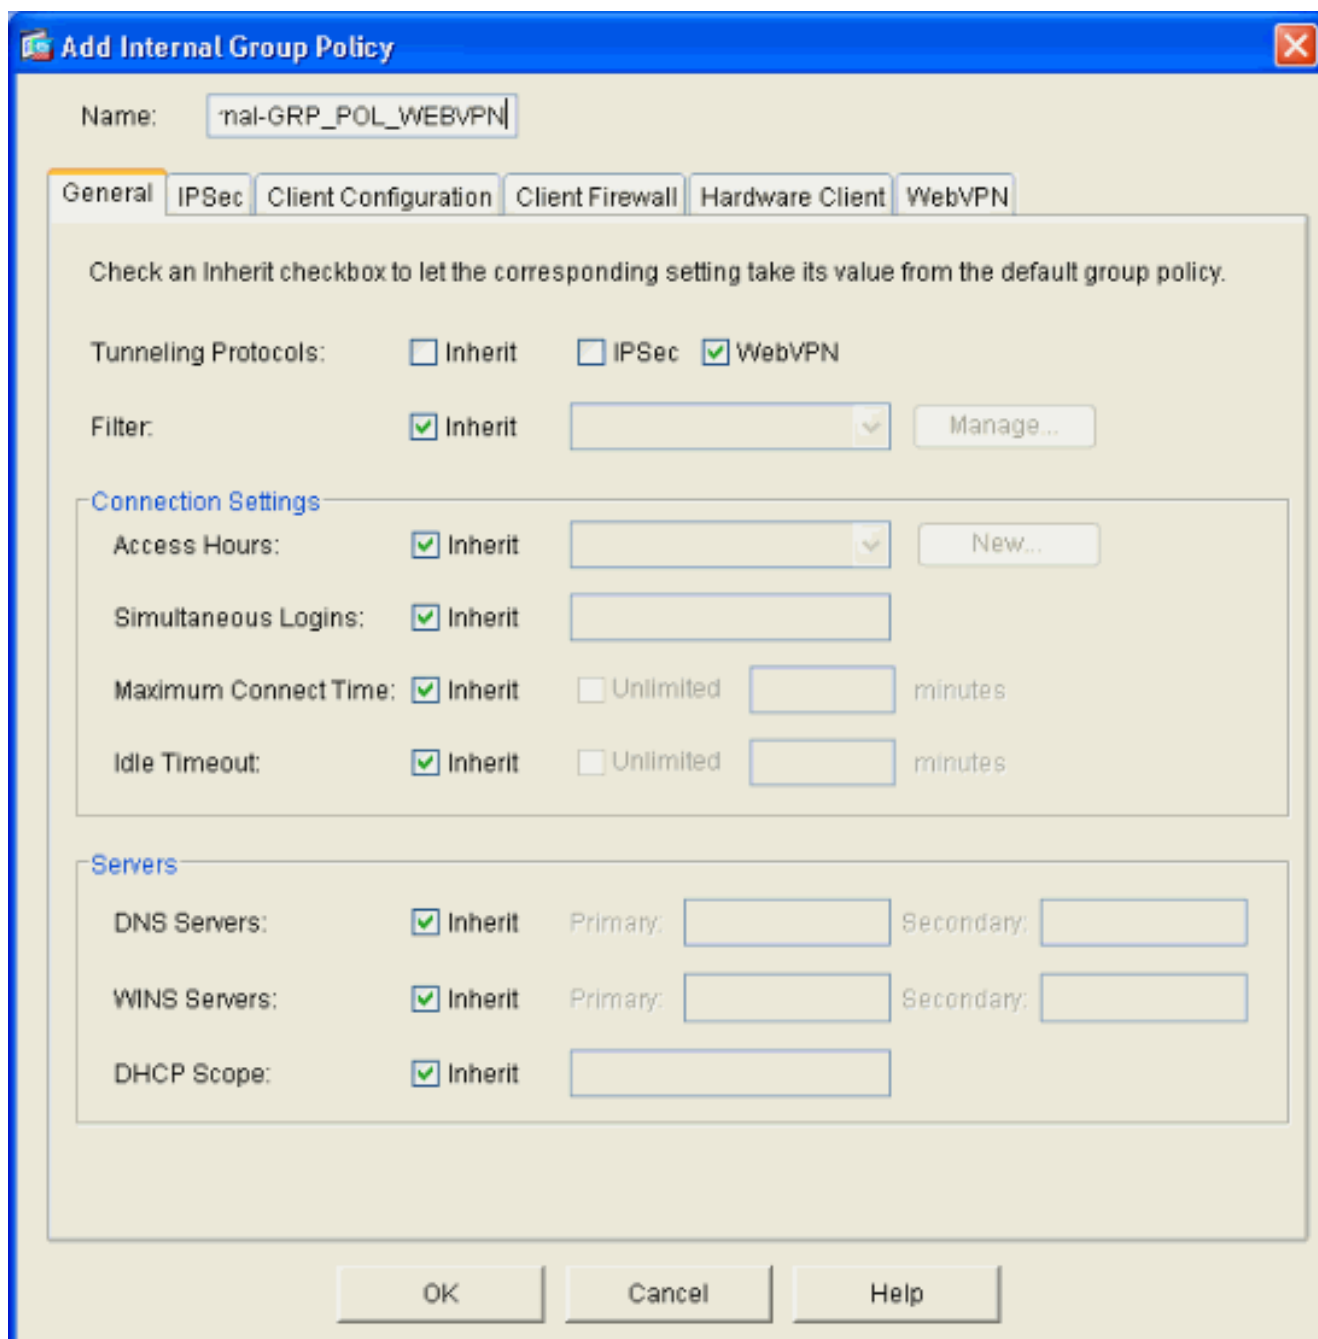 Add Internal Group Policy
Name: nal-GRP_POL_WEBVPN
General IPSec Client Configuration Client Firewall Hardware Client WebVPN
Check an Inherit checkbox to let the corresponding setting take its value from the default group policy.
Tunneling Protocols: Inherit IPSec WebVPN
Filter: Inherit Manage...
Connection Settings
Access Hours: Inherit New...
Simultaneous Logins: Inherit
Maximum Connect Time: Inherit Unlimited minutes
Idle Timeout: Inherit Unlimited minutes
Servers
DNS Servers: Inherit Primary: Secondary:
WINS Servers: Inherit Primary: Secondary:
DHCP Scope: Inherit
OK Cancel Help